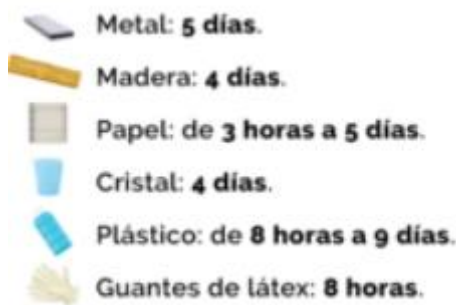 Metal: 5 días.
Madera: 4 días.
Papel: de 3 horas a 5 días.
Cristal: 4 días.
Plástico: de 8 horas a 9 días.
Guantes de látex: 8 horas.